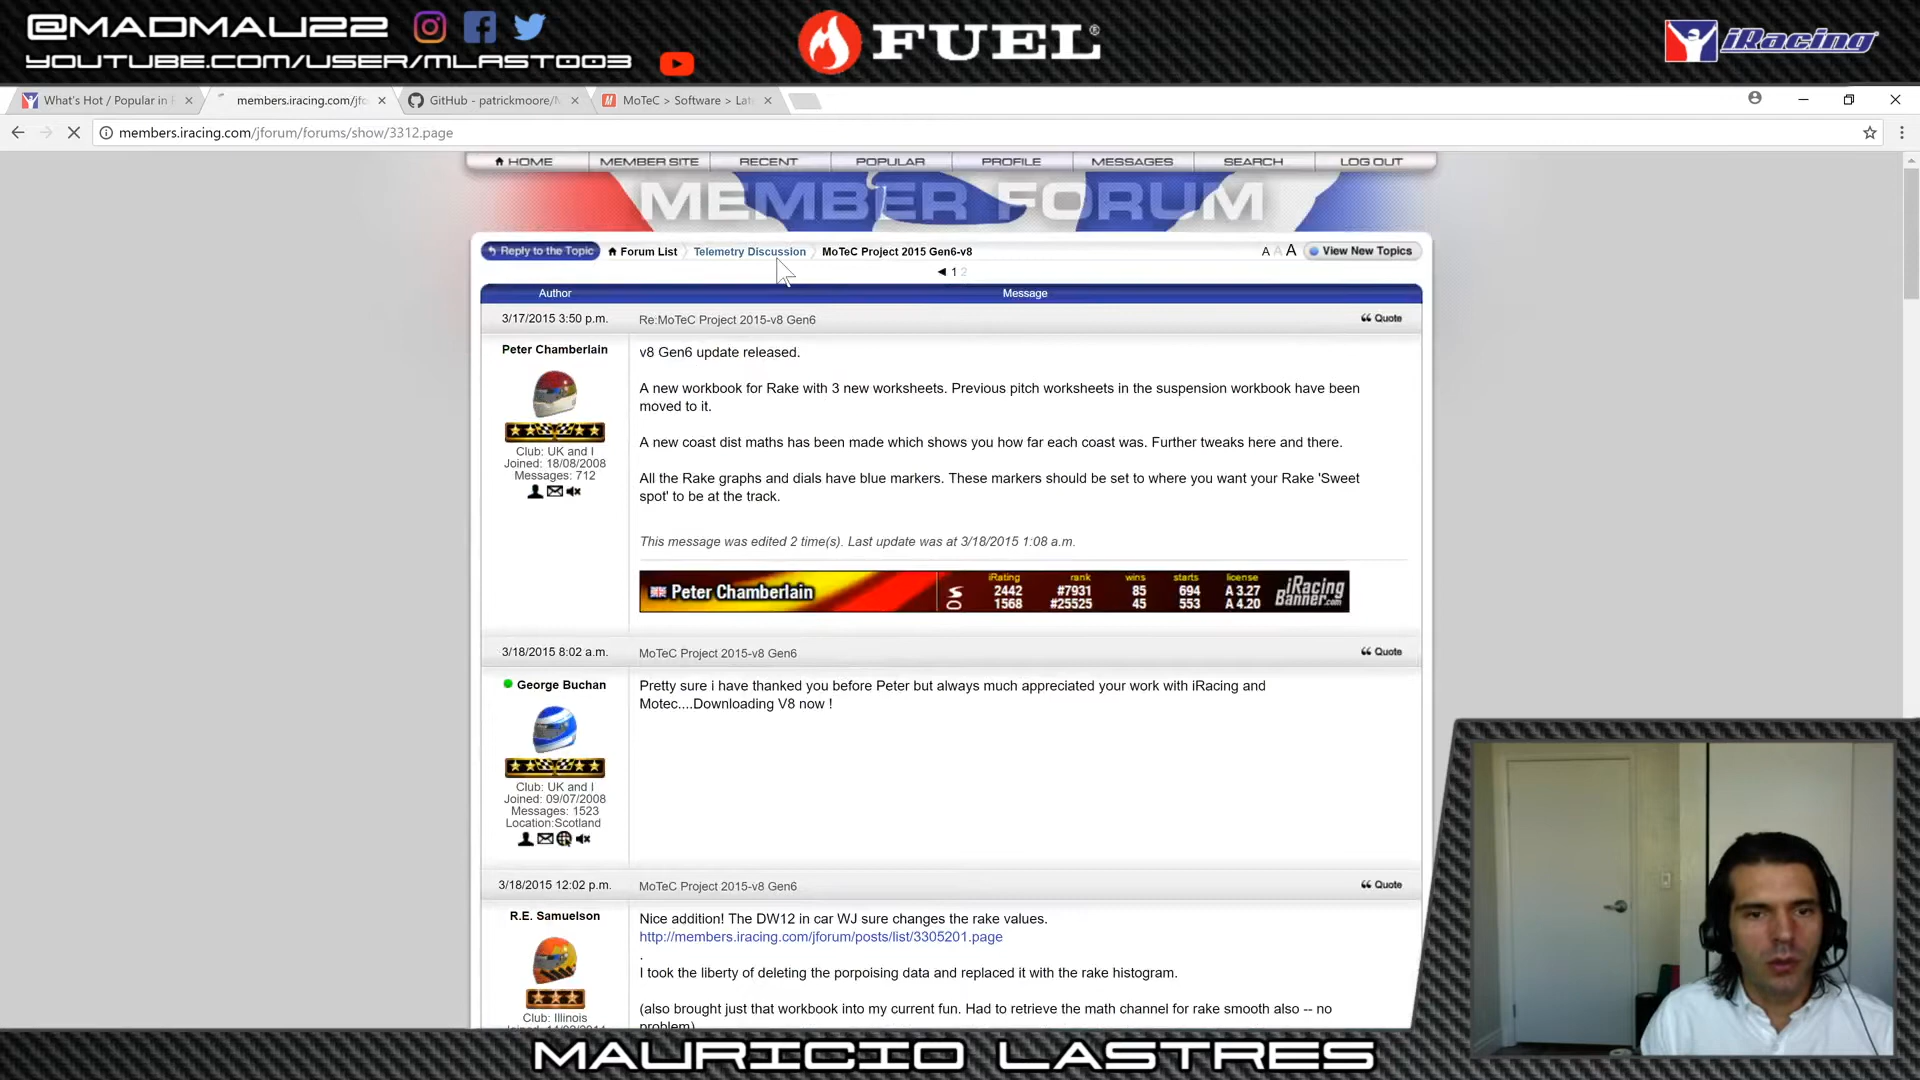 @MADMAU22
YOUTUBE.COM/USER/MLAST003
FUEL®
iRacing
What's Hot / Popular in
members.iracing.com/jfo
GitHub - patrickmoore/
MoTeC > Software > Lat
members.iracing.com/jforum/forums/show/3312.page
HOME MEMBER SITE RECENT POPULAR PROFILE MESSAGES SEARCH LOG OUT
MEMBER FORUM
Reply to the Topic Forum List Telemetry Discussion MoTeC Project 2015 Gen6-v8 A A A View New Topics
1 2
Author Message
3/17/2015 3:50 p.m. Re:MoTeC Project 2015-v8 Gen6 Quote
Peter Chamberlain
v8 Gen6 update released.
A new workbook for Rake with 3 new worksheets. Previous pitch worksheets in the suspension workbook have been
moved to it.
A new coast dist maths has been made which shows you how far each coast was. Further tweaks here and there.
Club: UK and I
Joined: 18/08/2008
Messages: 712
All the Rake graphs and dials have blue markers. These markers should be set to where you want your Rake 'Sweet
spot' to be at the track.
This message was edited 2 time(s). Last update was at 3/18/2015 1:08 a.m.
Peter Chamberlain
iRating rank wins starts license
S 2442 #7931 85 694 A 3.27
O 1568 #25525 45 553 A 4.20
iRacing
Banner.com
3/18/2015 8:02 a.m. MoTeC Project 2015-v8 Gen6 Quote
George Buchan
Pretty sure i have thanked you before Peter but always much appreciated your work with iRacing and
Motec....Downloading V8 now !
Club: UK and I
Joined: 09/07/2008
Messages: 1523
Location:Scotland
3/18/2015 12:02 p.m. MoTeC Project 2015-v8 Gen6 Quote
R.E. Samuelson
Nice addition! The DW12 in car WJ sure changes the rake values.
http://members.iracing.com/jforum/posts/list/3305201.page
.
I took the liberty of deleting the porpoising data and replaced it with the rake histogram.
(also brought just that workbook into my current fun. Had to retrieve the math channel for rake smooth also -- no
problem)
Club: Illinois
MAURICIO LASTRES